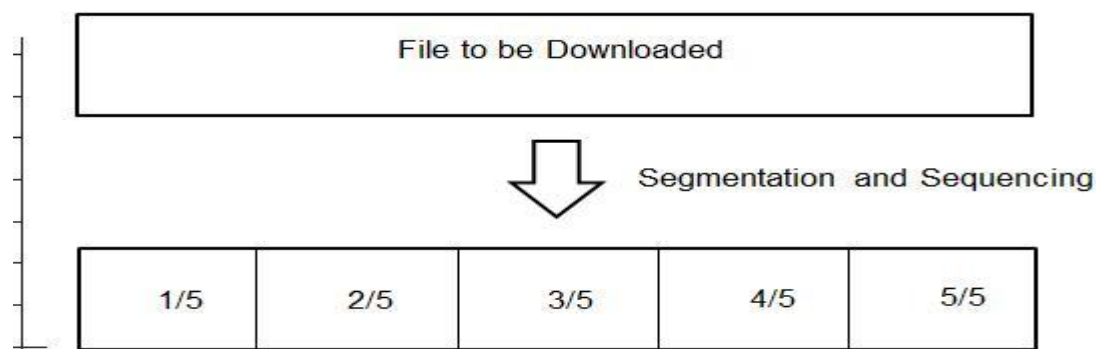 File to be Downloaded
Segmentation and Sequencing
1/5 2/5 3/5 4/5 5/5